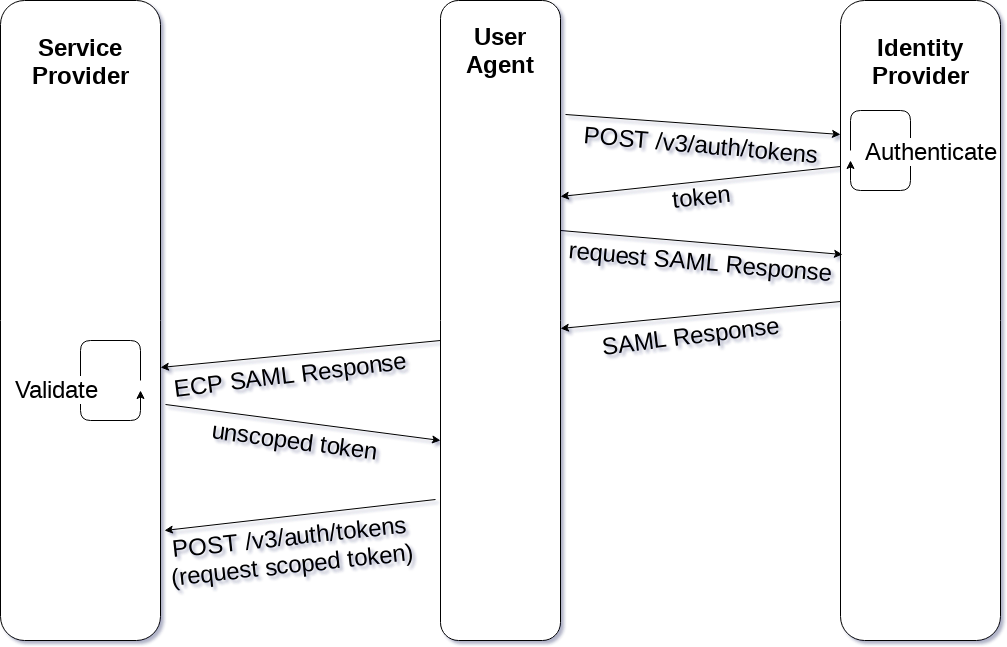 Service
Provider
User
Agent
Identity
Provider
POST /v3/auth/tokens
Authenticate
token
request SAML Response
SAML Response
ECP SAML Response
Validate
unscoped token
POST /v3/auth/tokens
(request scoped token)